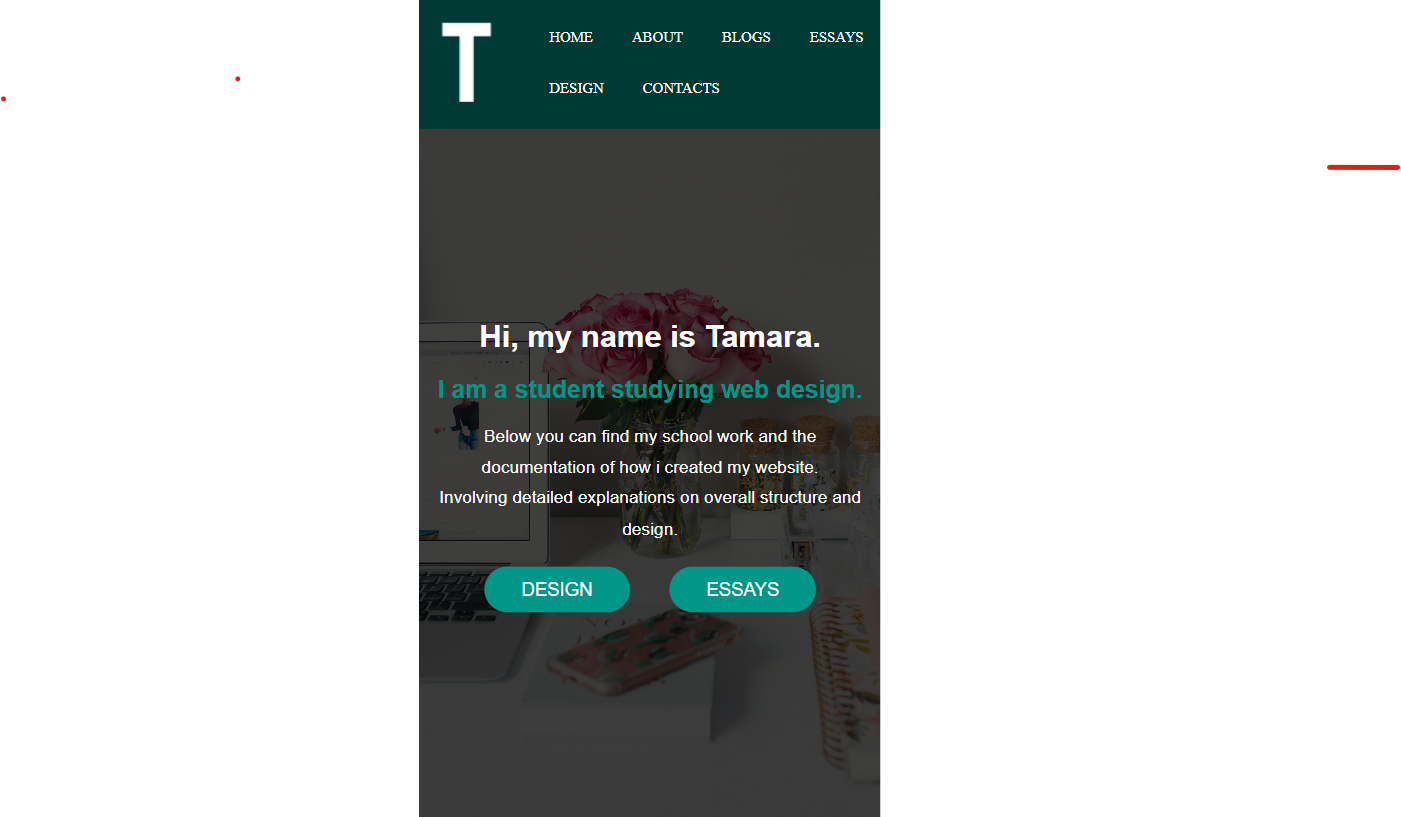 T
HOME ABOUT BLOGS ESSAYS
DESIGN CONTACTS
Hi, my name is Tamara.
I am a student studying web design.
Below you can find my school work and the
documentation of how i created my website.
Involving detailed explanations on overall structure and
design.
DESIGN ESSAYS